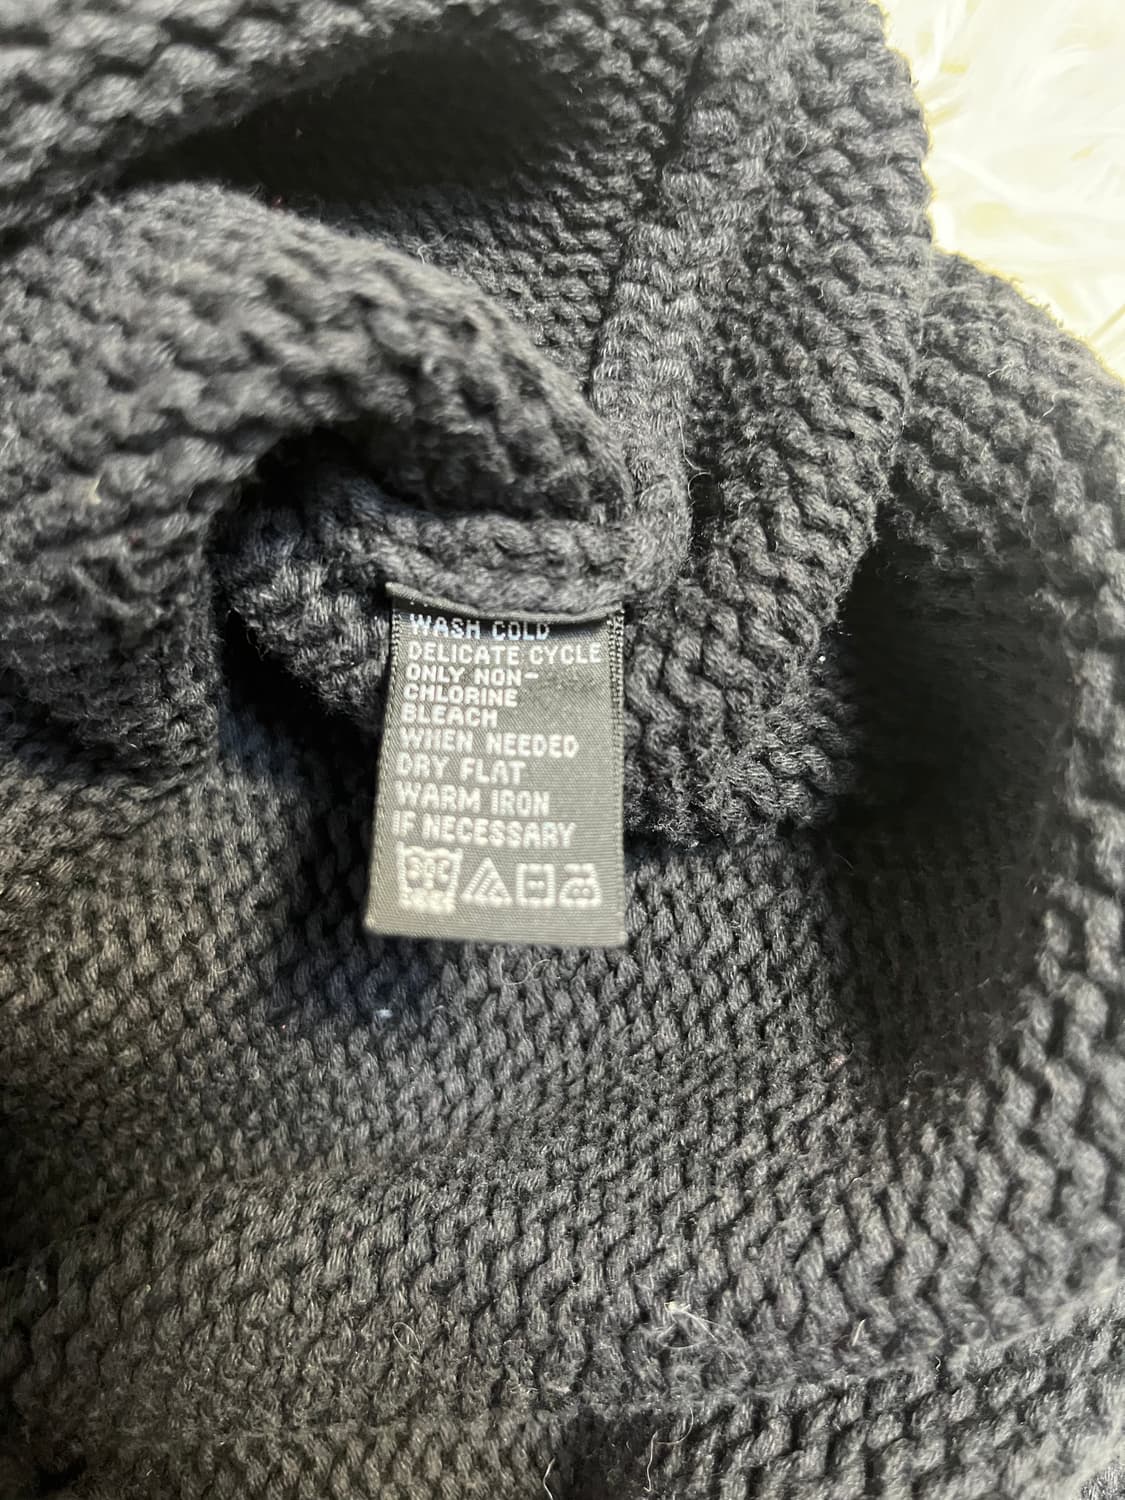 WASH COLD
DELICATE CYCLE
ONLY NON-
CHLORINE
BLEACH
WHEN NEEDED
DRY FLAT
WARM IRON
IF NECESSARY